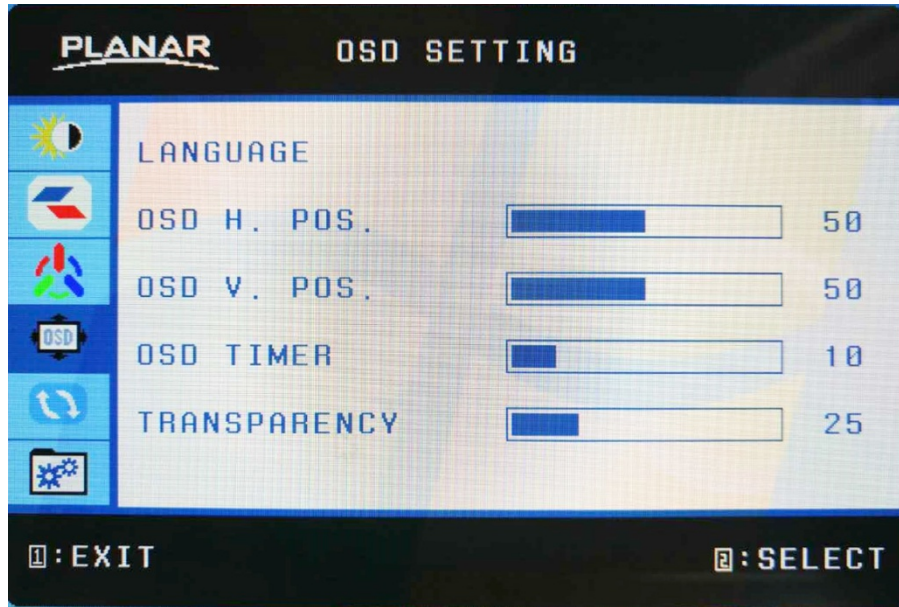 PLANAR OSD SETTING
LANGUAGE
OSD H. POS. 50
OSD V. POS. 50
OSD OSD TIMER 10
TRANSPARENCY 25
1:EXIT 2:SELECT